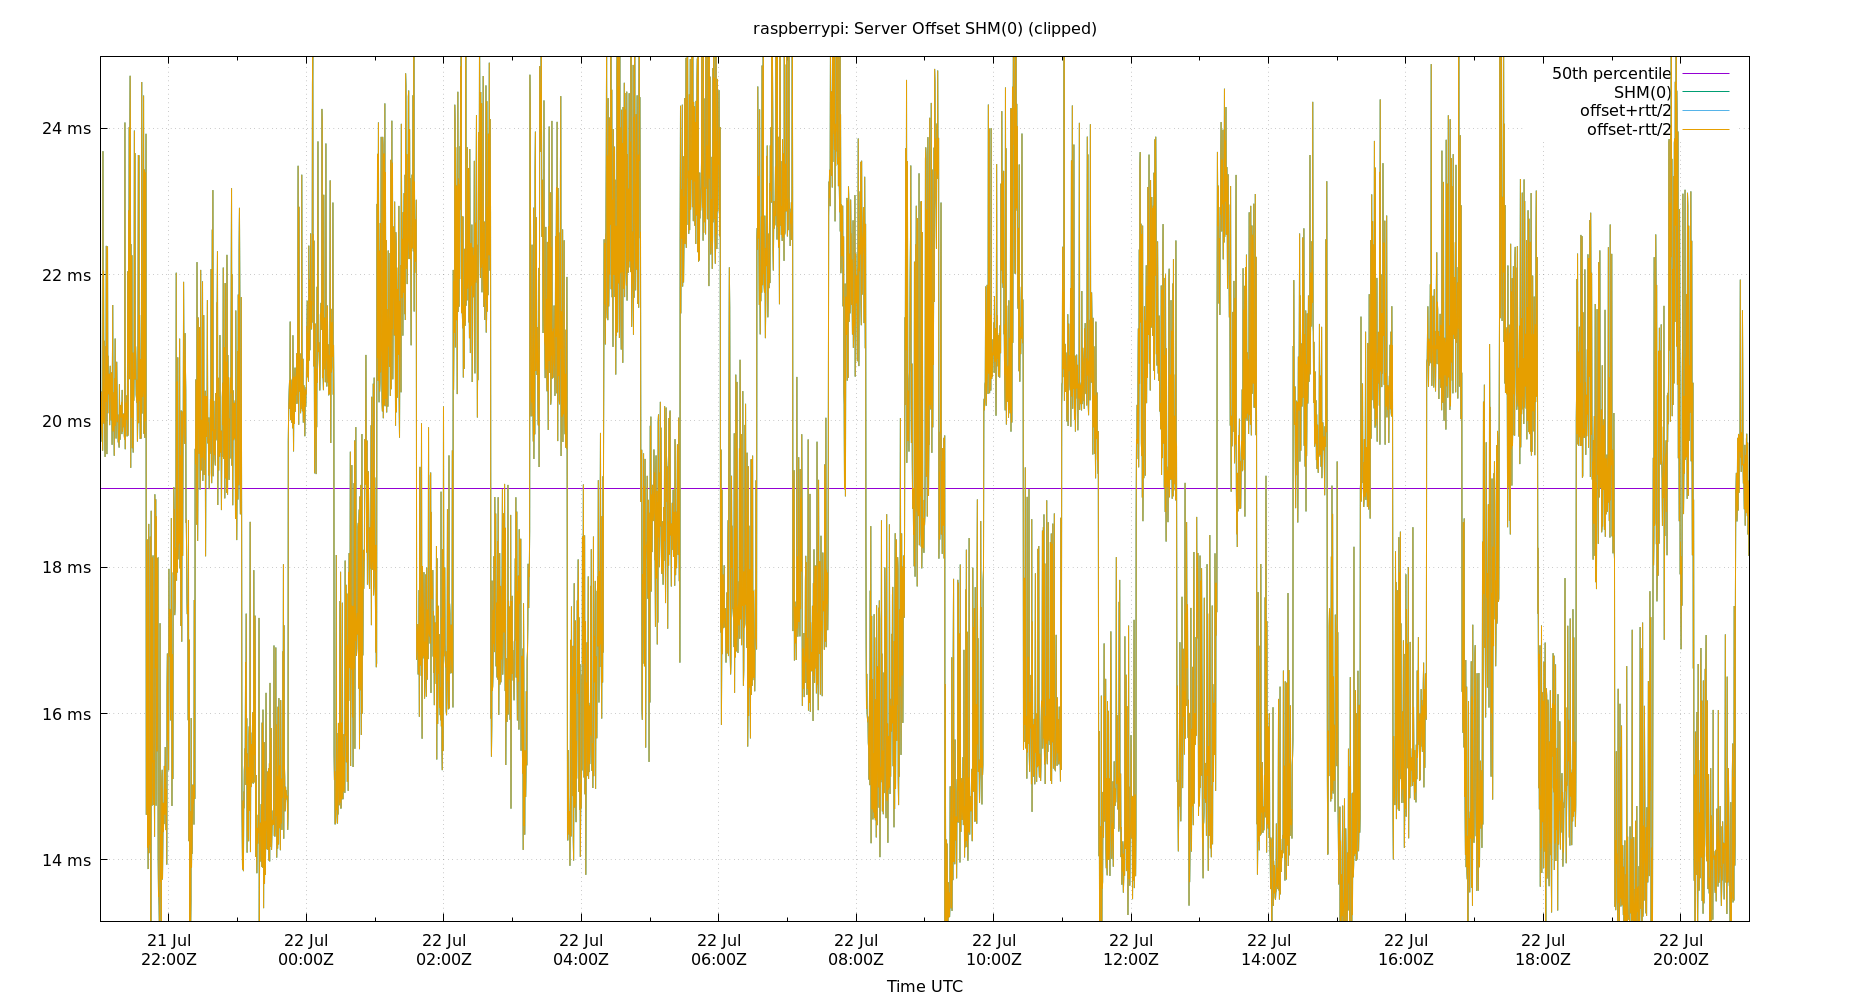 raspberrypi: Server Offset SHM(0) (clipped)
50th percentile
SHM(0)
offset+rtt/2
offset-rtt/2
24 ms
22 ms
20 ms
18 ms
16 ms
14 ms
21 Jul 22 Jul 22 Jul 22 Jul 22 Jul 22 Jul 22 Jul 22 Jul 22 Jul 22 Jul 22 Jul 22 Jul
22:00Z 00:00Z 02:00Z 04:00Z 06:00Z 08:00Z 10:00Z 12:00Z 14:00Z 16:00Z 18:00Z 20:00Z
Time UTC